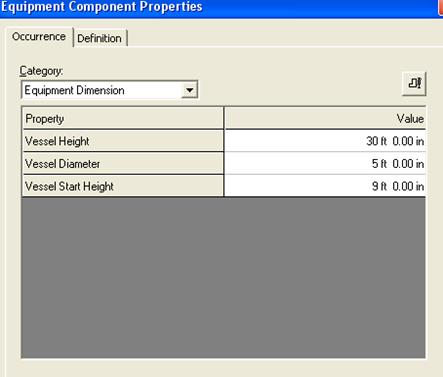 Equipment Component Properties
Occurrence Definition
Category:
Equipment Dimension
Property Value
Vessel Height 30 ft 0.00 in
Vessel Diameter 5 ft 0.00 in
Vessel Start Height 9 ft 0.00 in